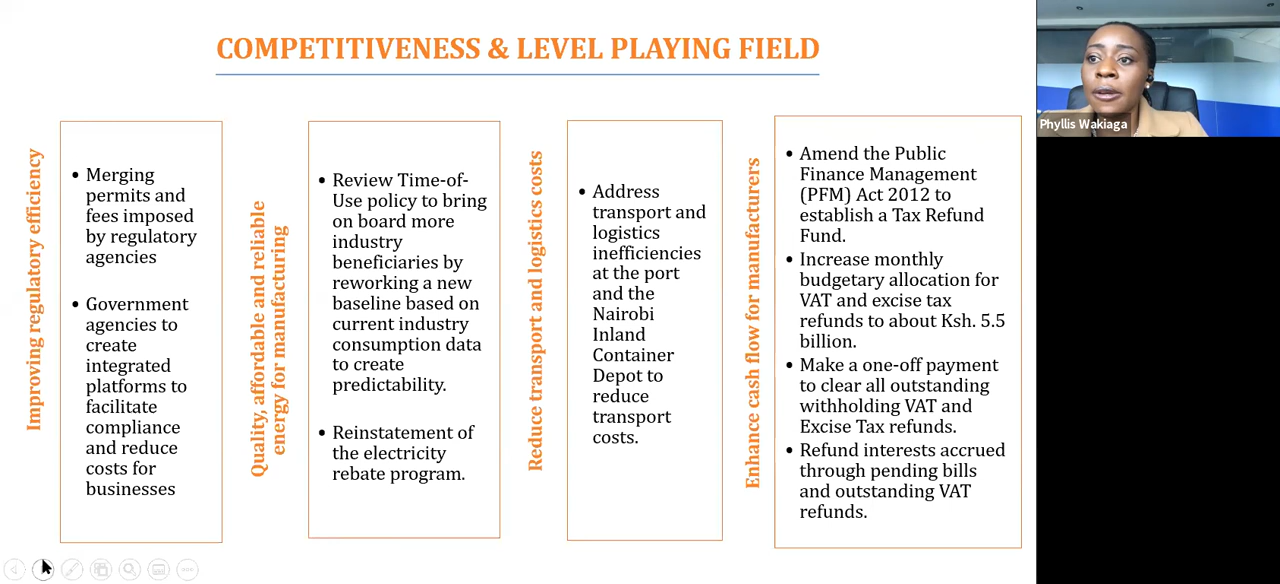 COMPETITIVENESS & LEVEL PLAYING FIELD
Improving regulatory efficiency
• Merging
permits and
fees imposed
by regulatory
agencies
• Government
agencies to
create
integrated
platforms to
facilitate
compliance
and reduce
costs for
businesses
Quality, affordable and reliable
energy for manufacturing
• Review Time-of-
Use policy to bring
on board more
industry
beneficiaries by
reworking a new
baseline based on
current industry
consumption data
to create
predictability.
• Reinstatement of
the electricity
rebate program.
Reduce transport and logistics costs
• Address
transport and
logistics
inefficiencies
at the port
and the
Nairobi
Inland
Container
Depot to
reduce
transport
costs.
Enhance cash flow for manufacturers
• Amend the Public
Finance Management
(PFM) Act 2012 to
establish a Tax Refund
Fund.
• Increase monthly
budgetary allocation for
VAT and excise tax
refunds to about Ksh. 5.5
billion.
• Make a one-off payment
to clear all outstanding
withholding VAT and
Excise Tax refunds.
• Refund interests accrued
through pending bills
and outstanding VAT
refunds.
Phyllis Wakiaga